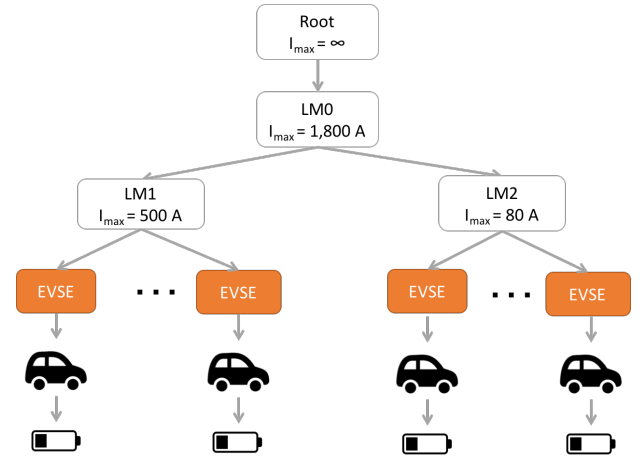 Root
Imax = ∞
LM0
Imax = 1,800 A
LM1
Imax = 500 A
LM2
Imax = 80 A
EVSE
. . .
EVSE
EVSE
. . .
EVSE